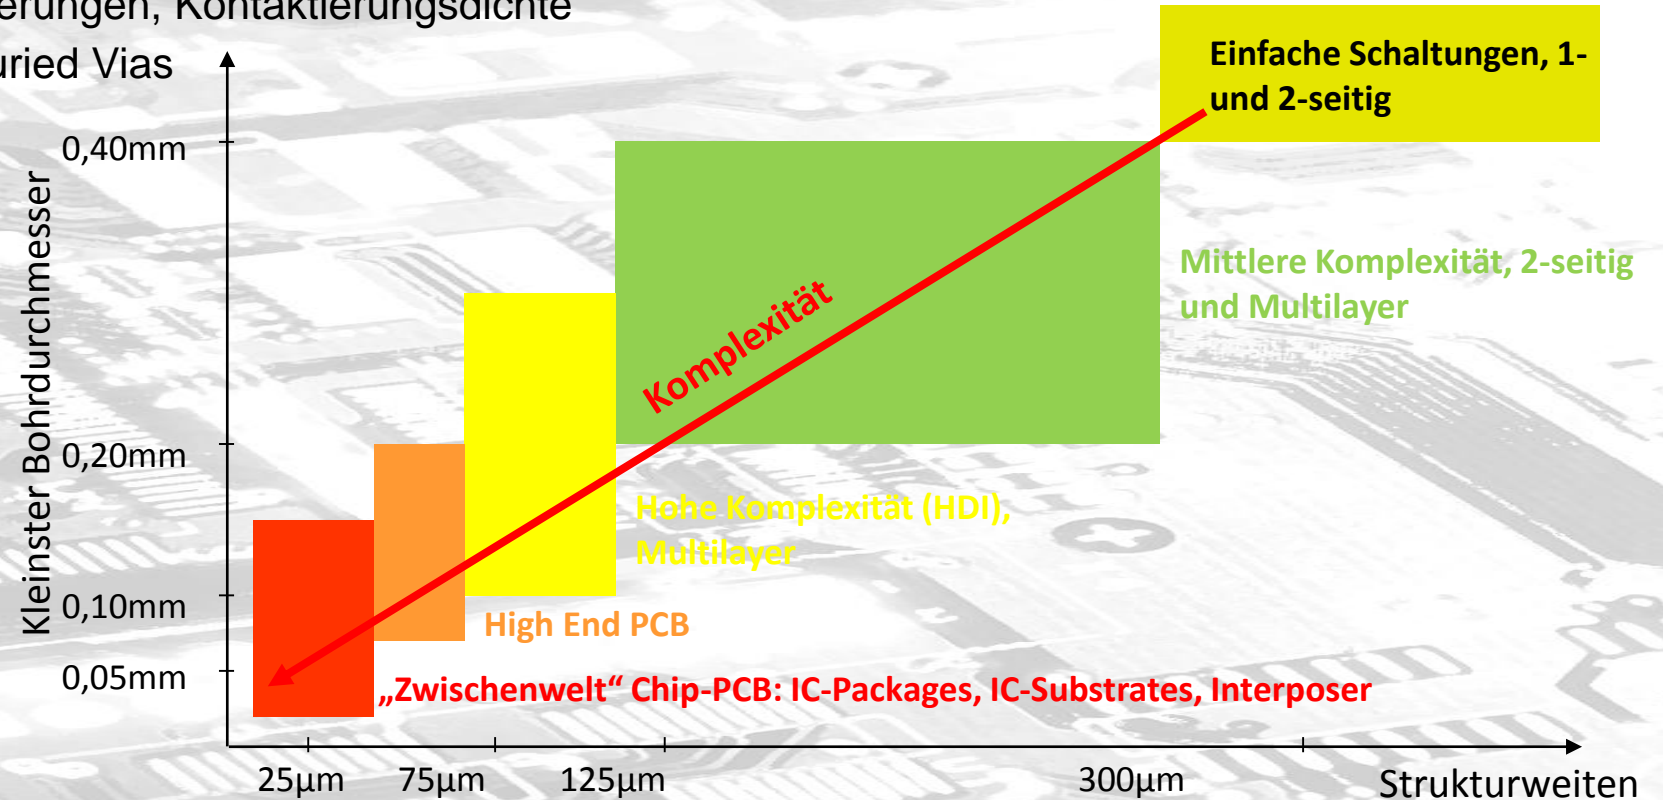 Kontaktierungsdichte
Vias
Einfache Schaltungen, 1-
und 2-seitig
0,40mm
Kleinster Bohrdurchmesser
Mittlere Komplexität, 2-seitig
und Multilayer
Komplexität
0,20mm
Hohe Komplexität (HDI),
Multilayer
0,10mm
High End PCB
0,05mm
„Zwischenwelt“ Chip-PCB: IC-Packages, IC-Substrates, Interposer
25µm 75µm 125µm 300µm Strukturweiten